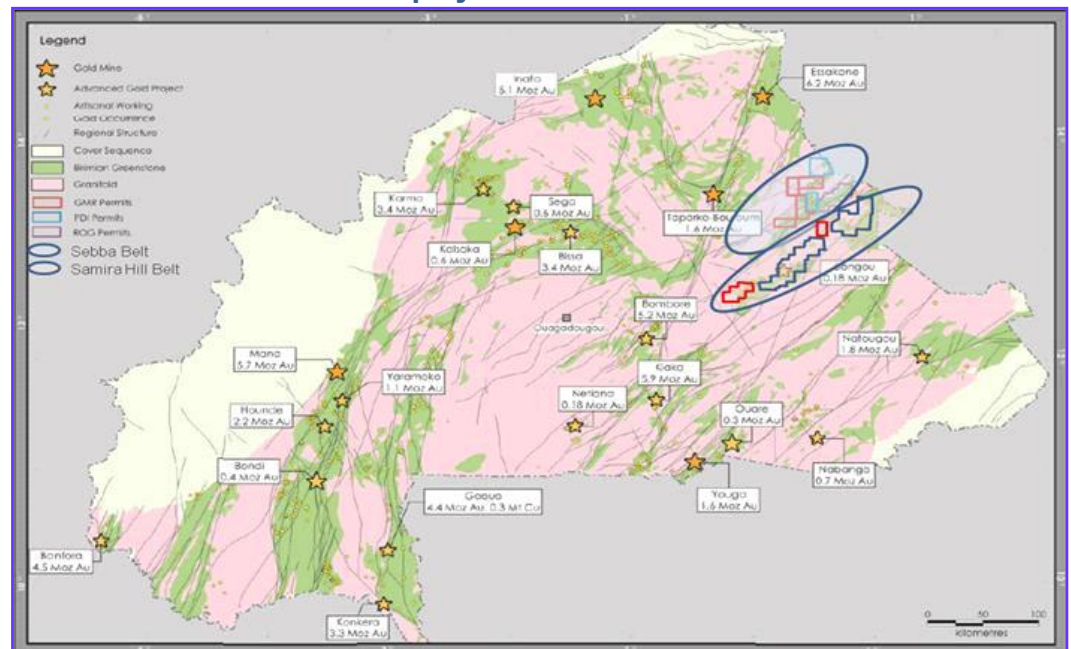 Legend
Gold Mine
Advanced Gold Project
Artisanal Working
Gold Occurrence
Regional Structure
Cover Sequence
Birimian Greenstone
Granitoid
GMR Permits
PDI Permits
ROG Permits
Sebba Belt
Samira Hill Belt
Inata
5.1 Moz Au
Essakane
6.2 Moz Au
Karma
3.4 Moz Au
Sega
0.6 Moz Au
Taparko-Bouroum
1.6 Moz Au
Kalsaka
0.6 Moz Au
Bissa
3.4 Moz Au
0.18 Moz Au
Bombore
5.2 Moz Au
Ouagadougou
Natougou
1.8 Moz Au
Mana
5.7 Moz Au
Yaramoko
1.1 Moz Au
Kiaka
5.9 Moz Au
Netiana
0.18 Moz Au
Hounde
2.2 Moz Au
Ouare
0.3 Moz Au
Bondi
0.4 Moz Au
Nabanga
0.7 Moz Au
Gaoua
4.4 Moz Au, 0.3 Mt Cu
Youga
1.6 Moz Au
Banfora
4.5 Moz Au
Konkera
3.3 Moz Au
0 50 100
kilometres